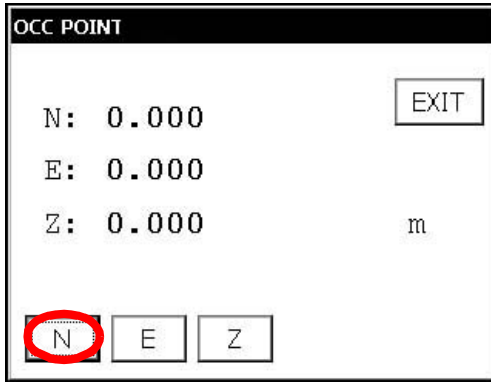 OCC POINT
EXIT
N: 0.000
E: 0.000
Z: 0.000 m
N E Z